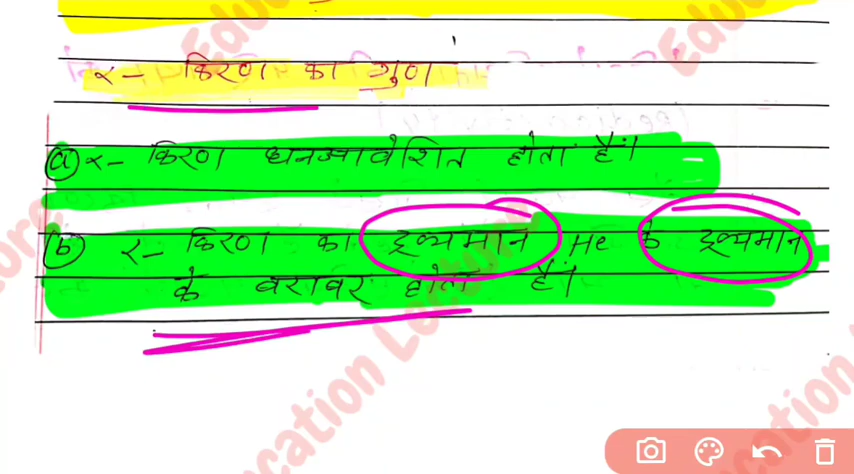 α- किरण का गुण
(a) α- किरण धनआवेशित होता है।
(b) α- किरण का द्रव्यमान He के द्रव्यमान
के बराबर होता है।